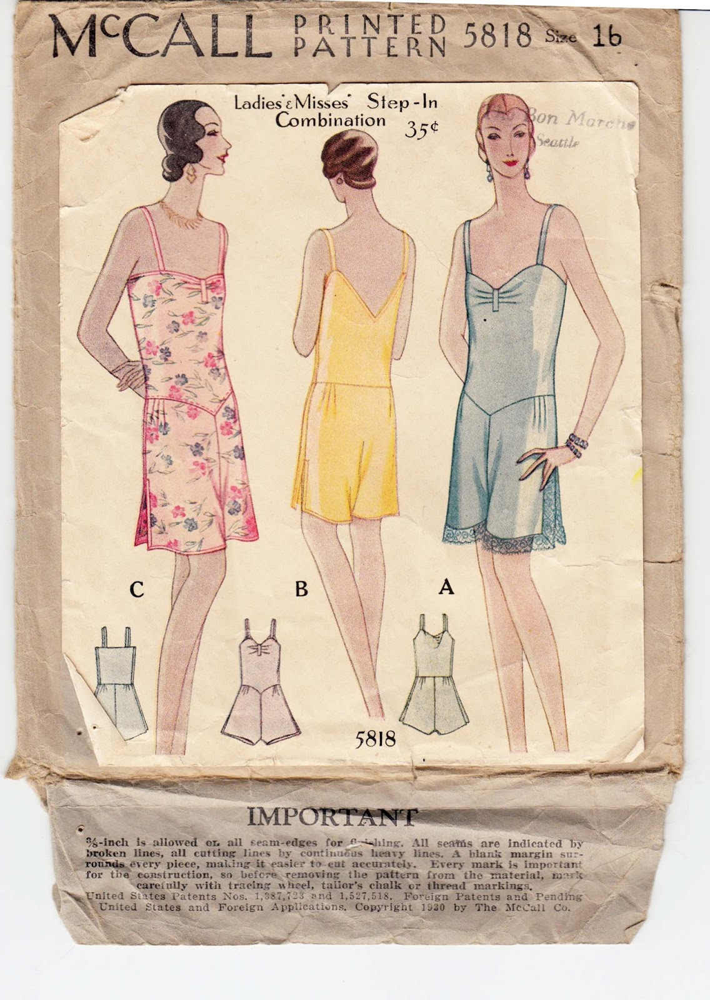 McCALL PRINTED PATTERN 5818 Size 16
Ladies' & Misses' Step-In
Combination 35¢
Bon Marche
Seattle
C
B
A
5818
IMPORTANT
⅜-inch is allowed on all seam-edges for finishing. All seams are indicated by
broken lines, all cutting lines by continuous heavy lines. A blank margin sur-
rounds every piece, making it easier to cut accurately. Every mark is important
for the construction, so before removing the pattern from the material, mark
carefully with tracing wheel, tailor's chalk or thread markings.
United States Patents Nos. 1,387,723 and 1,527,518. Foreign Patents and Pending
United States and Foreign Applications. Copyright 1930 by The McCall Co.